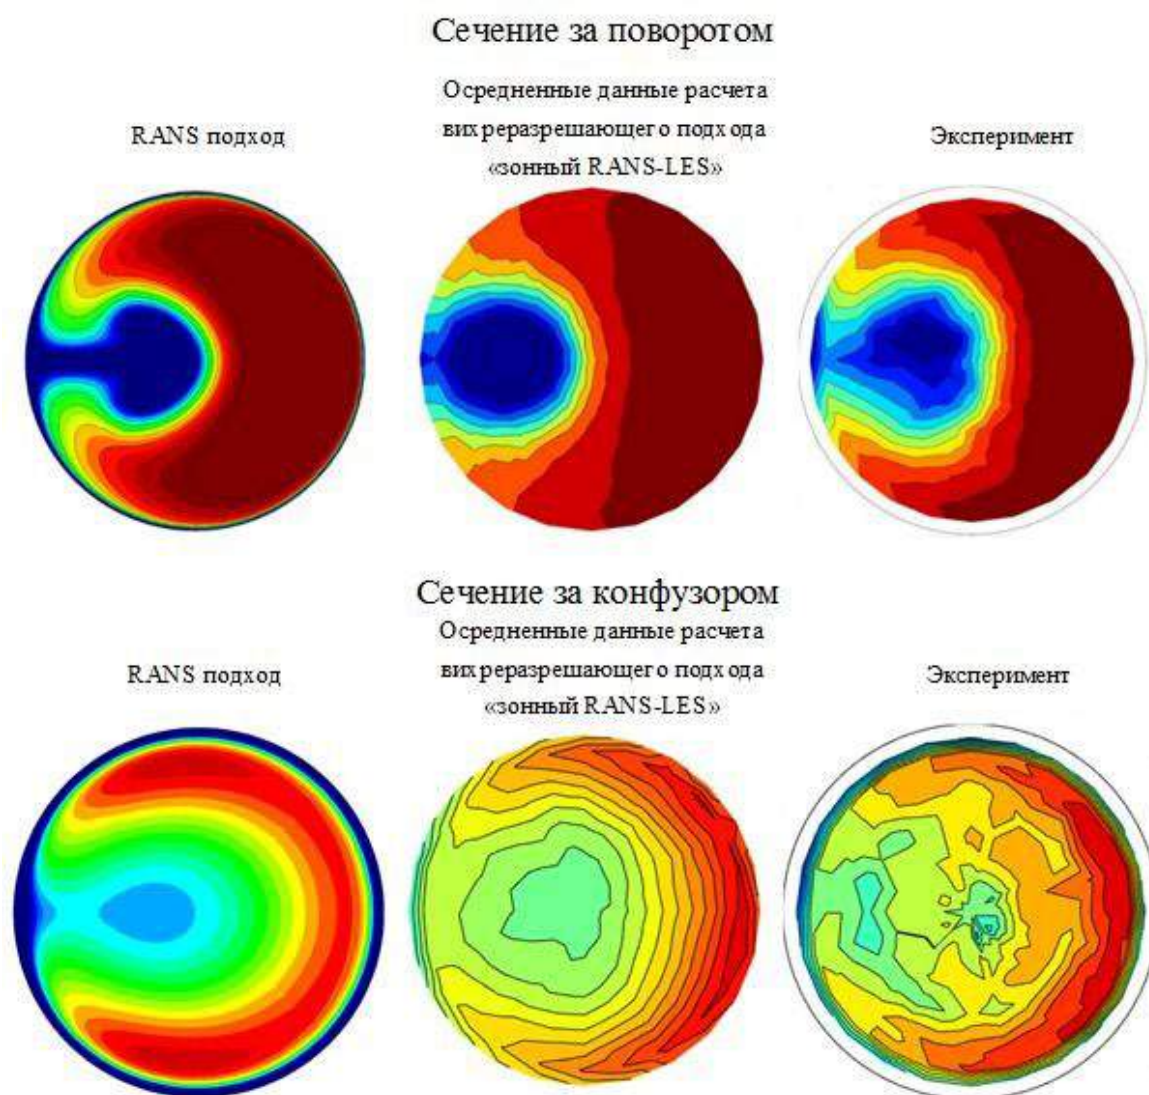 Сечение за поворотом
RANS подход
Осредненные данные расчета
вихреразрешающего подхода
«зонный RANS-LES»
Эксперимент
Сечение за конфузором
RANS подход
Осредненные данные расчета
вихреразрешающего подхода
«зонный RANS-LES»
Эксперимент